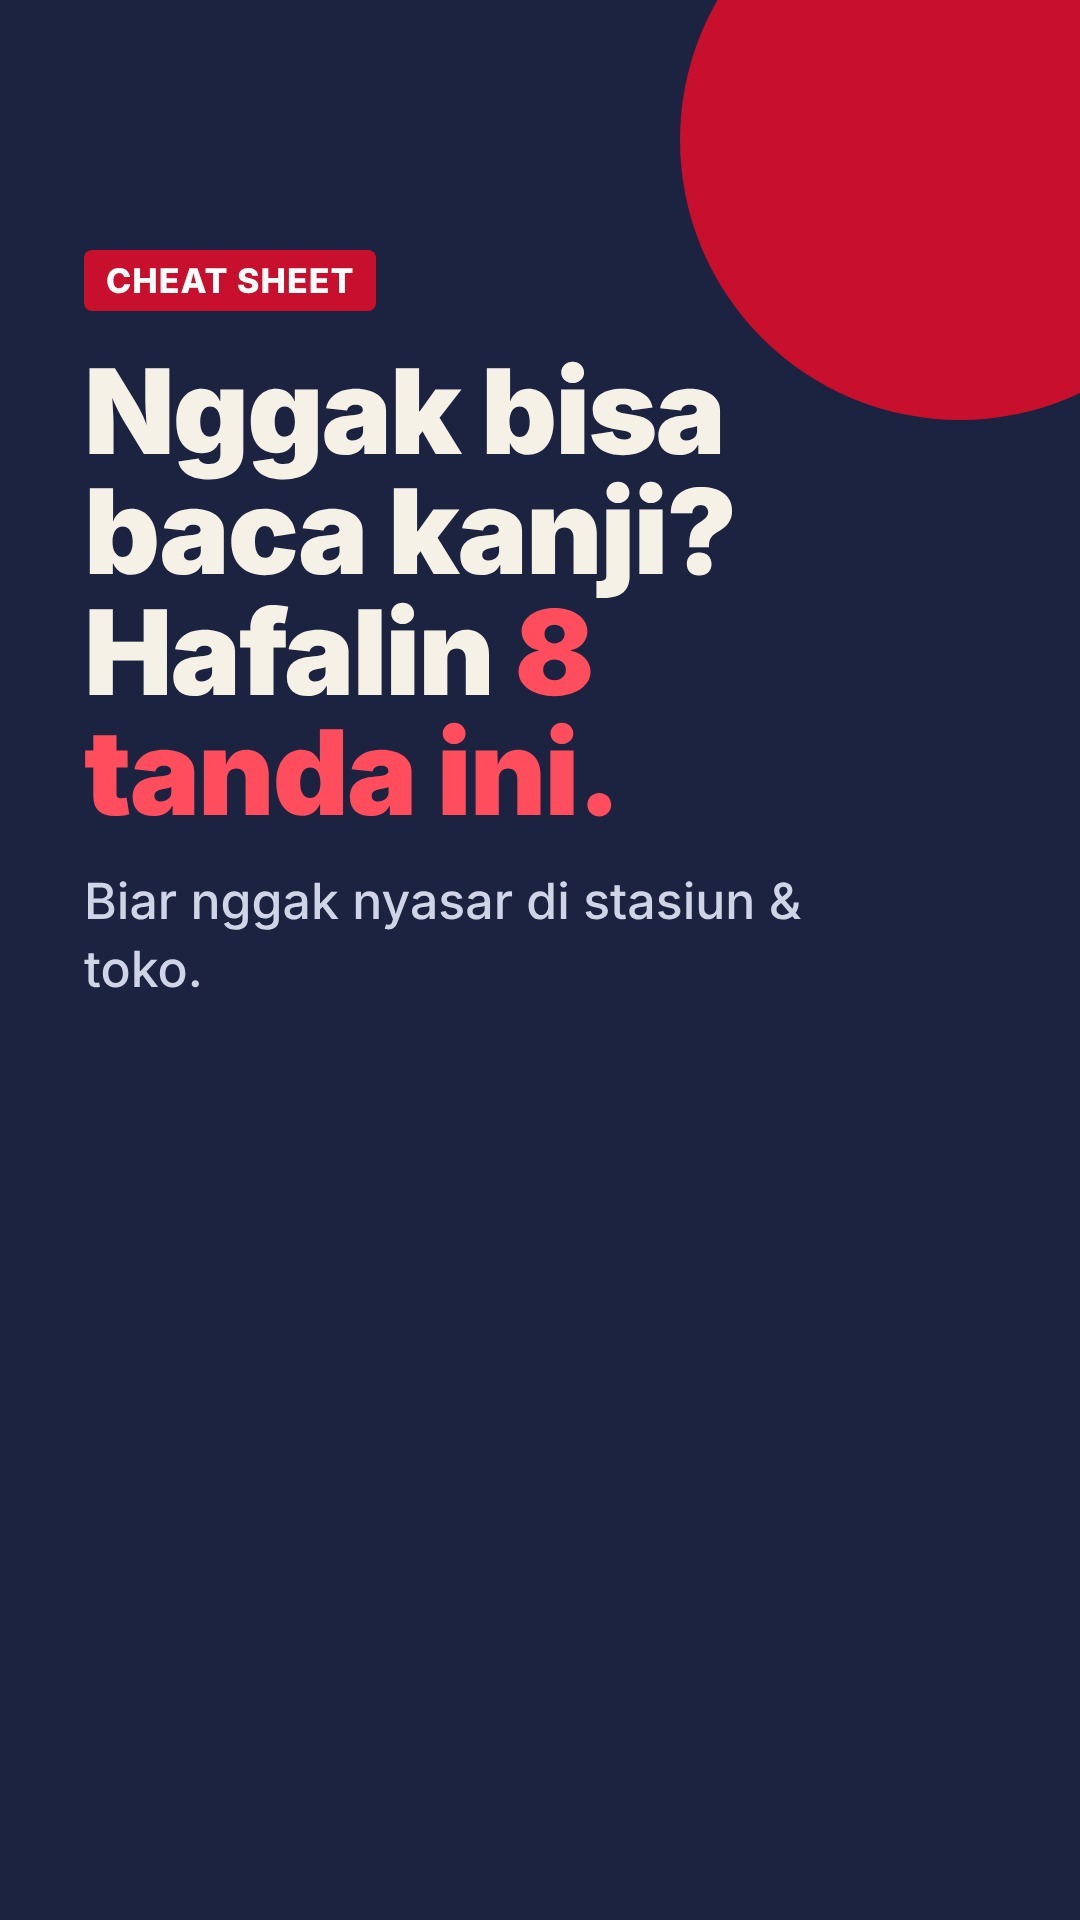 CHEAT SHEET
Nggak bisa
baca kanji?
Hafalin 8
tanda ini.
Biar nggak nyasar di stasiun &
toko.